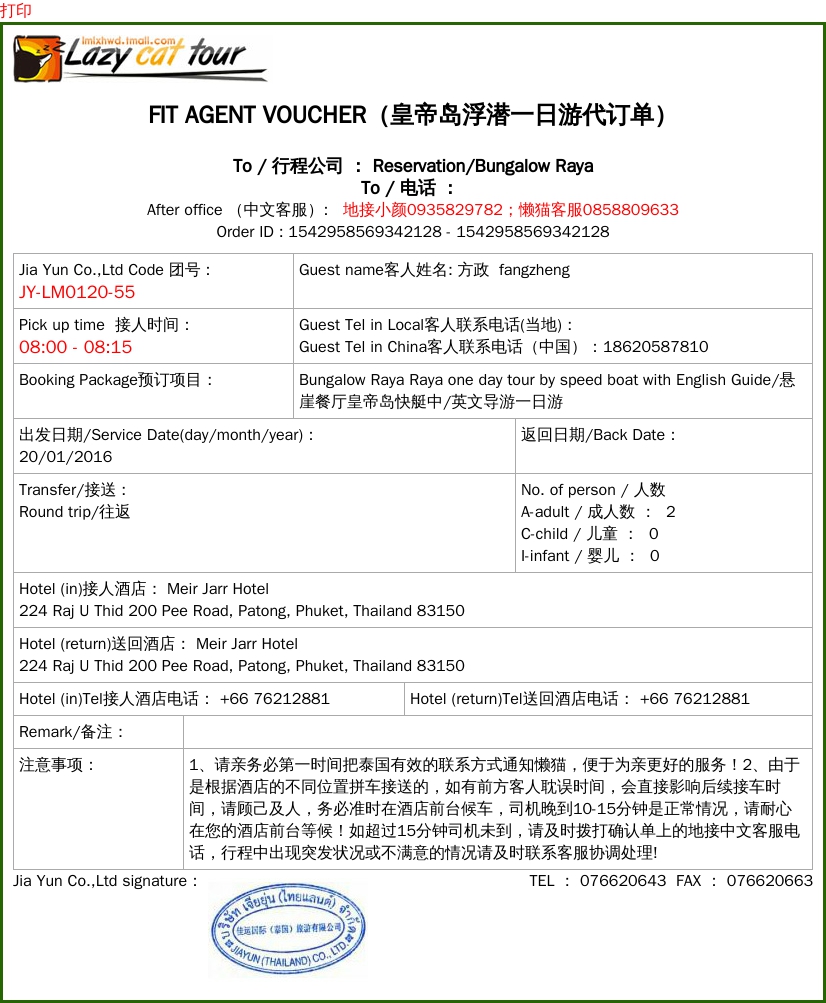 打印
lmlxhwd.tmall.com
Lazy cat tour
FIT AGENT VOUCHER（皇帝岛浮潜一日游代订单）
To / 行程公司 ： Reservation/Bungalow Raya
To / 电话 ：
After office （中文客服）： 地接小颜0935829782；懒猫客服0858809633
Order ID : 1542958569342128 - 1542958569342128
Jia Yun Co.,Ltd Code 团号：
JY-LM0120-55
Guest name客人姓名: 方政 fangzheng
Pick up time 接人时间：
08:00 - 08:15
Guest Tel in Local客人联系电话(当地)：
Guest Tel in China客人联系电话（中国）：18620587810
Booking Package预订项目：
Bungalow Raya Raya one day tour by speed boat with English Guide/悬
崖餐厅皇帝岛快艇中/英文导游一日游
出发日期/Service Date(day/month/year)：
20/01/2016
返回日期/Back Date：
Transfer/接送：
Round trip/往返
No. of person / 人数
A-adult / 成人数 ： 2
C-child / 儿童 ： 0
I-infant / 婴儿 ： 0
Hotel (in)接人酒店： Meir Jarr Hotel
224 Raj U Thid 200 Pee Road, Patong, Phuket, Thailand 83150
Hotel (return)送回酒店： Meir Jarr Hotel
224 Raj U Thid 200 Pee Road, Patong, Phuket, Thailand 83150
Hotel (in)Tel接人酒店电话： +66 76212881
Hotel (return)Tel送回酒店电话： +66 76212881
Remark/备注：
注意事项：
1、请亲务必第一时间把泰国有效的联系方式通知懒猫，便于为亲更好的服务！2、由于
是根据酒店的不同位置拼车接送的，如有前方客人耽误时间，会直接影响后续接车时
间，请顾己及人，务必准时在酒店前台候车，司机晚到10-15分钟是正常情况，请耐心
在您的酒店前台等候！如超过15分钟司机未到，请及时拨打确认单上的地接中文客服电
话，行程中出现突发状况或不满意的情况请及时联系客服协调处理!
Jia Yun Co.,Ltd signature :
TEL ： 076620643 FAX ： 076620663
บริษัท เจียยุ่น (ไทยแลนด์) จำกัด
佳运国际（泰国）旅游有限公司
JIAYUN (THAILAND) CO., LTD.